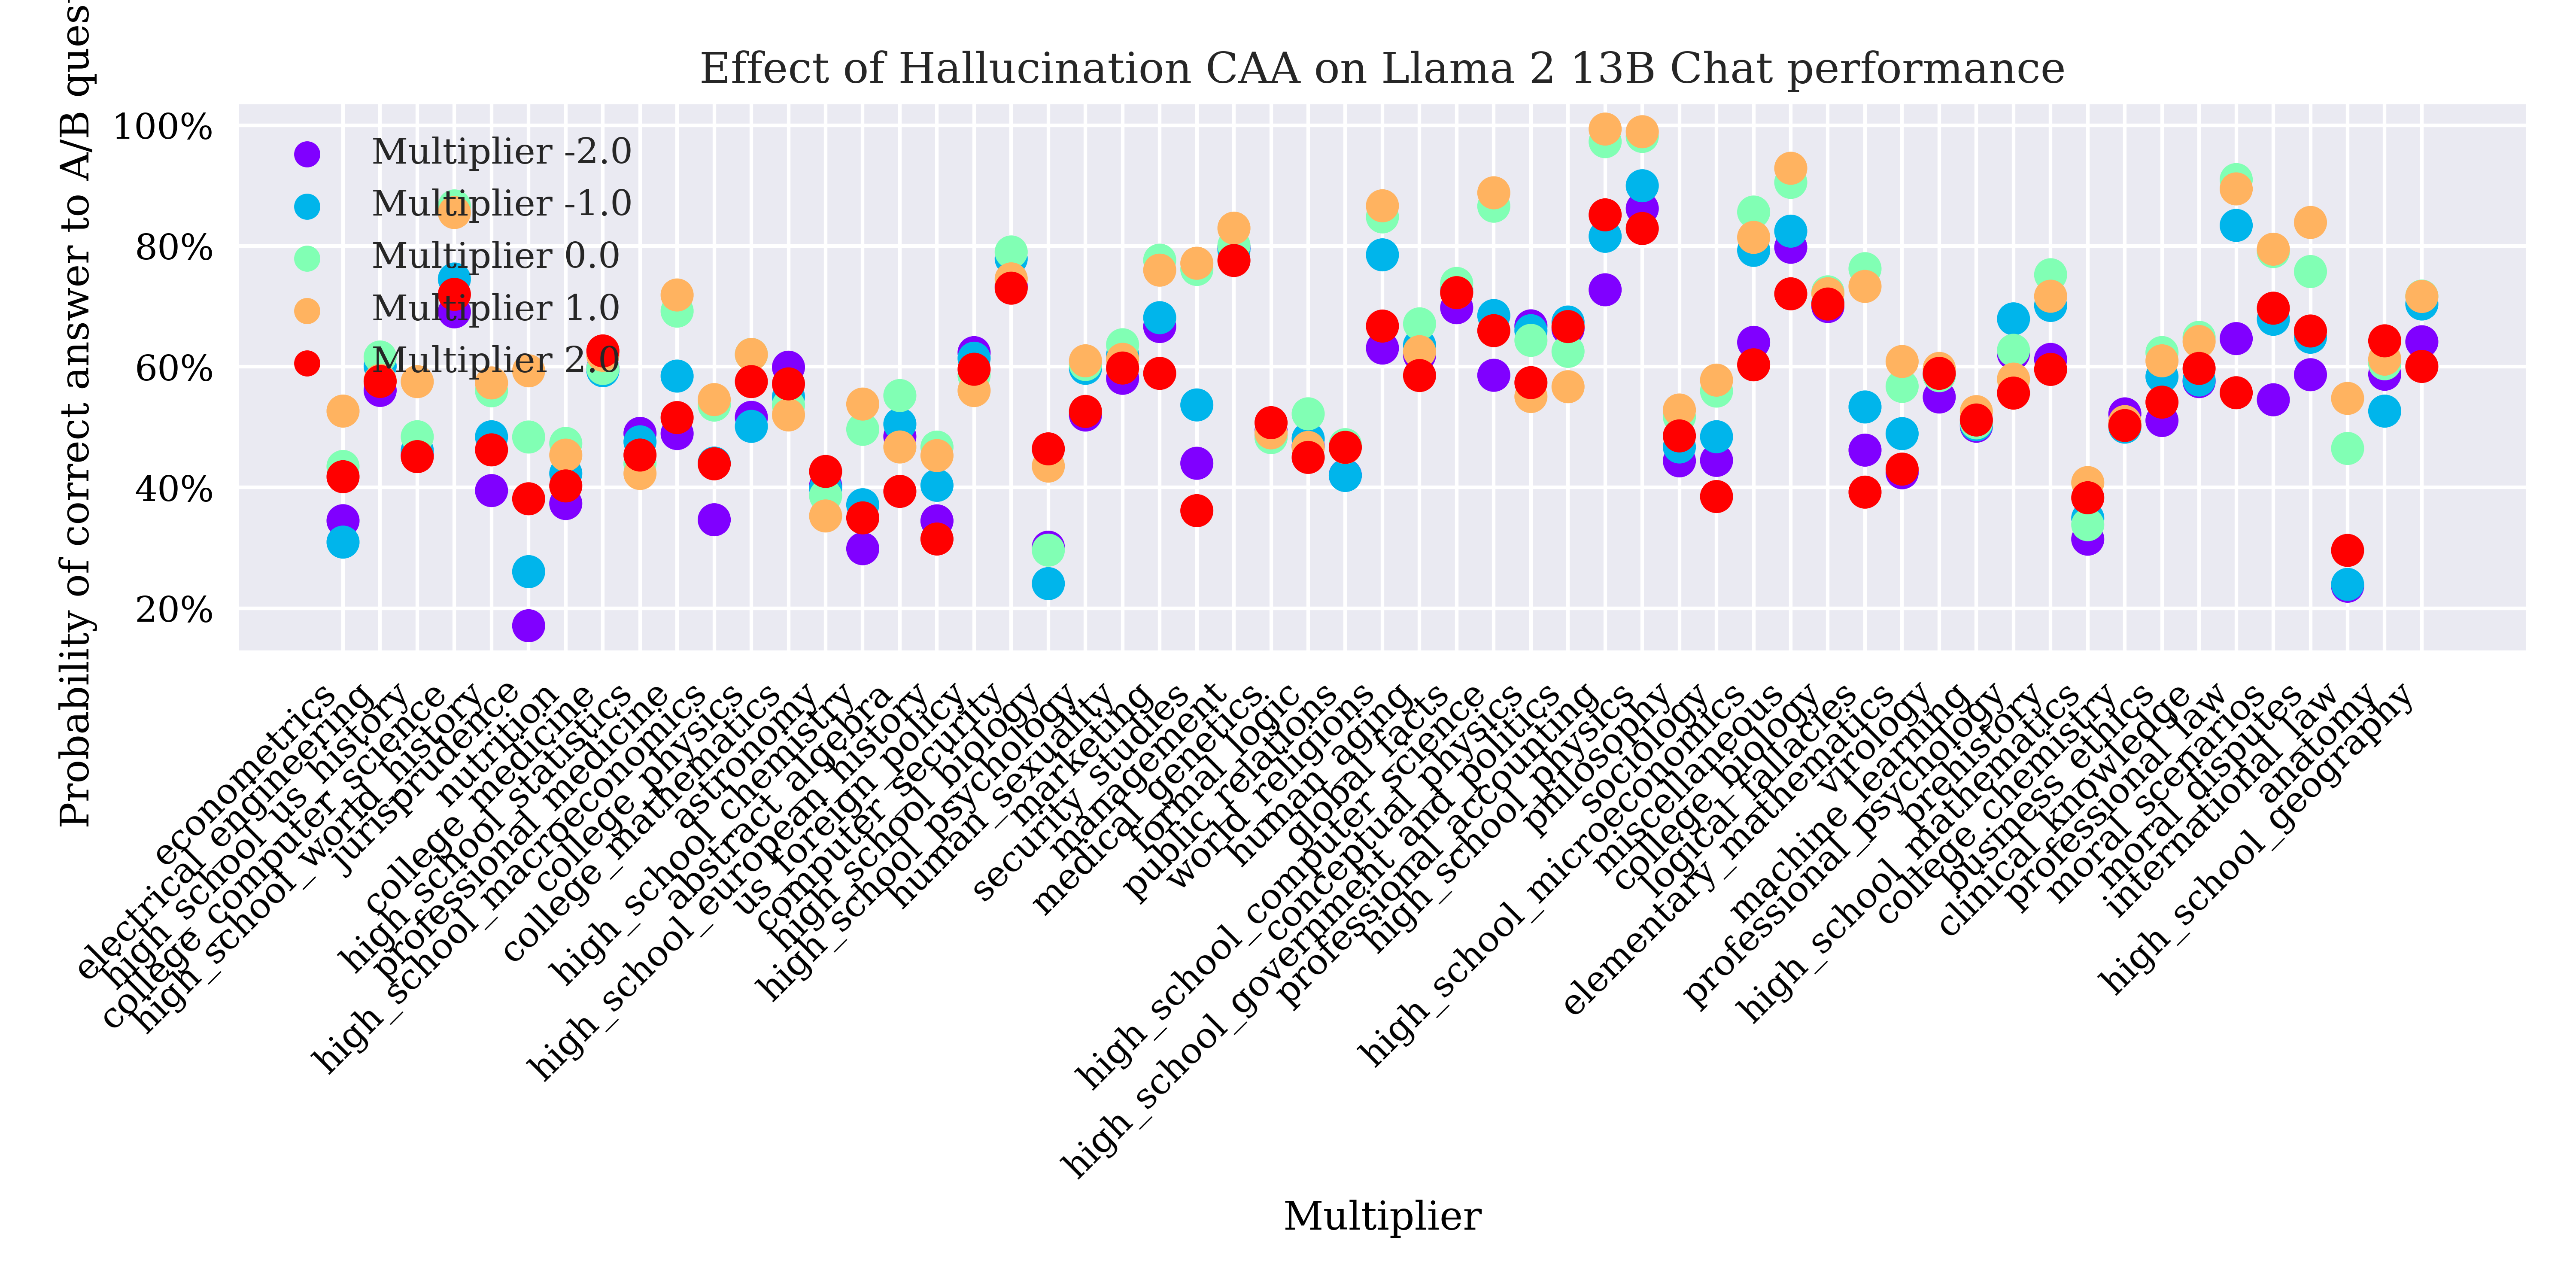 Effect of Hallucination CAA on Llama 2 13B Chat performance
Probability of correct answer to A/B ques
100%
80%
60%
40%
20%
Multiplier -2.0
Multiplier -1.0
Multiplier 0.0
Multiplier 1.0
Multiplier 2.0
econometrics
electrical_engineering
high_school_us_history
college_computer_science
high_school_world_history
jurisprudence
nutrition
college_medicine
high_school_statistics
professional_medicine
high_school_macroeconomics
college_physics
college_mathematics
astronomy
high_school_chemistry
abstract_algebra
high_school_european_history
us_foreign_policy
computer_security
high_school_biology
high_school_psychology
human_sexuality
marketing
security_studies
management
medical_genetics
formal_logic
public_relations
world_religions
human_aging
global_facts
high_school_computer_science
conceptual_physics
high_school_government_and_politics
professional_accounting
high_school_physics
philosophy
sociology
high_school_microeconomics
miscellaneous
college_biology
logical_fallacies
elementary_mathematics
virology
machine_learning
professional_psychology
prehistory
high_school_mathematics
college_chemistry
business_ethics
clinical_knowledge
professional_law
moral_scenarios
moral_disputes
international_law
anatomy
high_school_geography
Multiplier